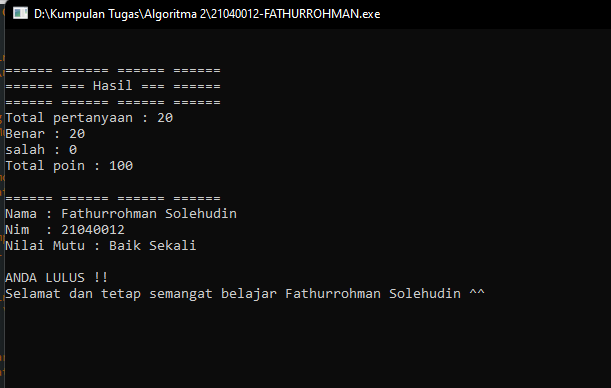 D:\Kumpulan Tugas\Algoritma 2\21040012-FATHURROHMAN.exe
====== ====== ====== ======
====== === Hasil === ======
====== ====== ====== ======
Total pertanyaan : 20
Benar : 20
salah : 0
Total poin : 100
====== ====== ====== ======
Nama : Fathurrohman Solehudin
Nim  : 21040012
Nilai Mutu : Baik Sekali
ANDA LULUS !!
Selamat dan tetap semangat belajar Fathurrohman Solehudin ^^